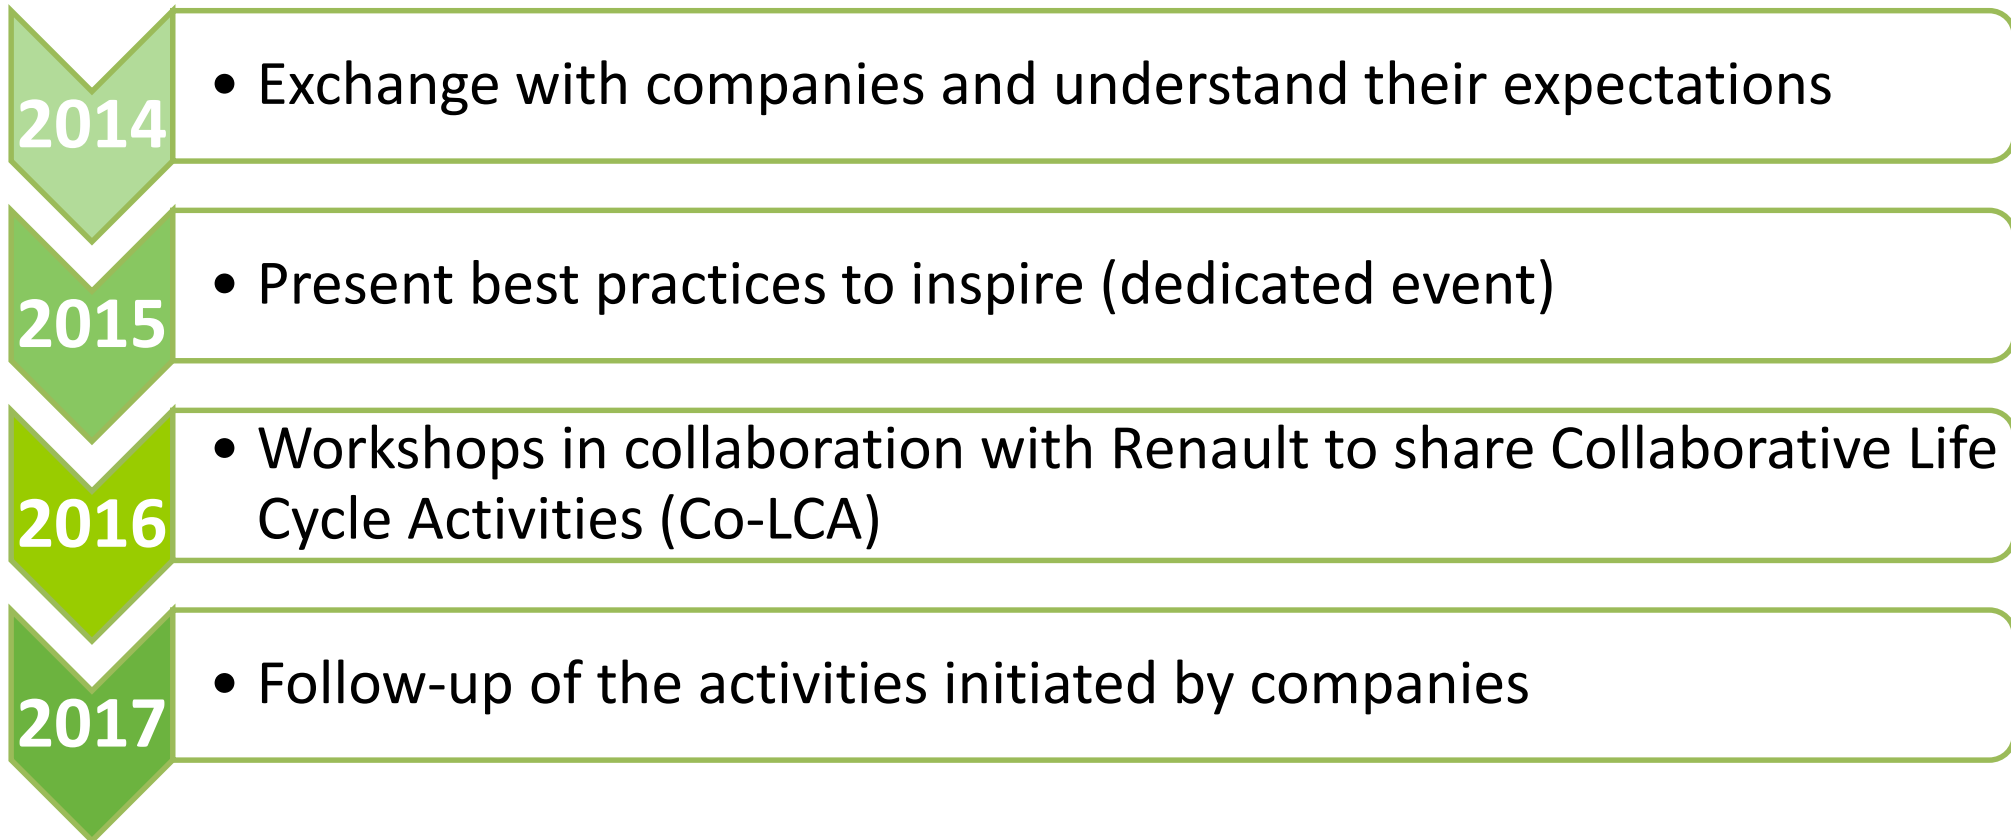 2014
• Exchange with companies and understand their expectations
2015
• Present best practices to inspire (dedicated event)
2016
• Workshops in collaboration with Renault to share Collaborative Life
Cycle Activities (Co-LCA)
2017
• Follow-up of the activities initiated by companies